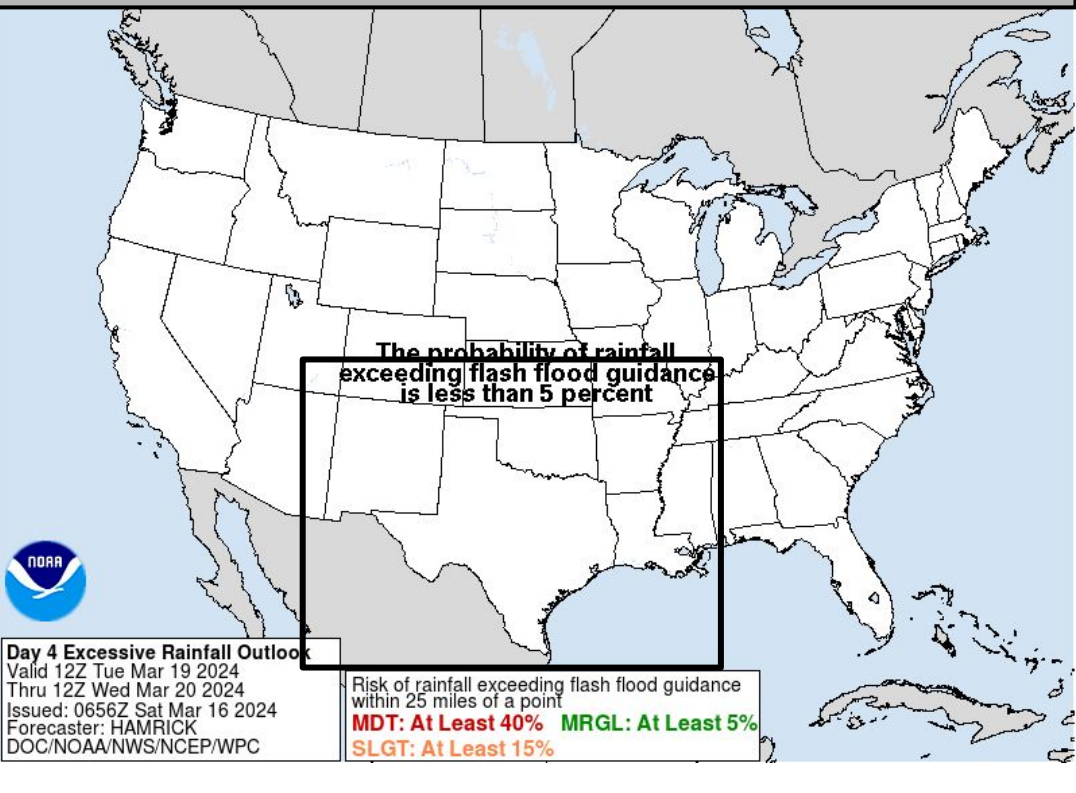 The probability of rainfall
exceeding flash flood guidance
is less than 5 percent
NOAA
Day 4 Excessive Rainfall Outlook
Valid 12Z Tue Mar 19 2024
Thru 12Z Wed Mar 20 2024
Issued: 0656Z Sat Mar 16 2024
Forecaster: HAMRICK
DOC/NOAA/NWS/NCEP/WPC
Risk of rainfall exceeding flash flood guidance
within 25 miles of a point
MDT: At Least 40% MRGL: At Least 5%
SLGT: At Least 15%